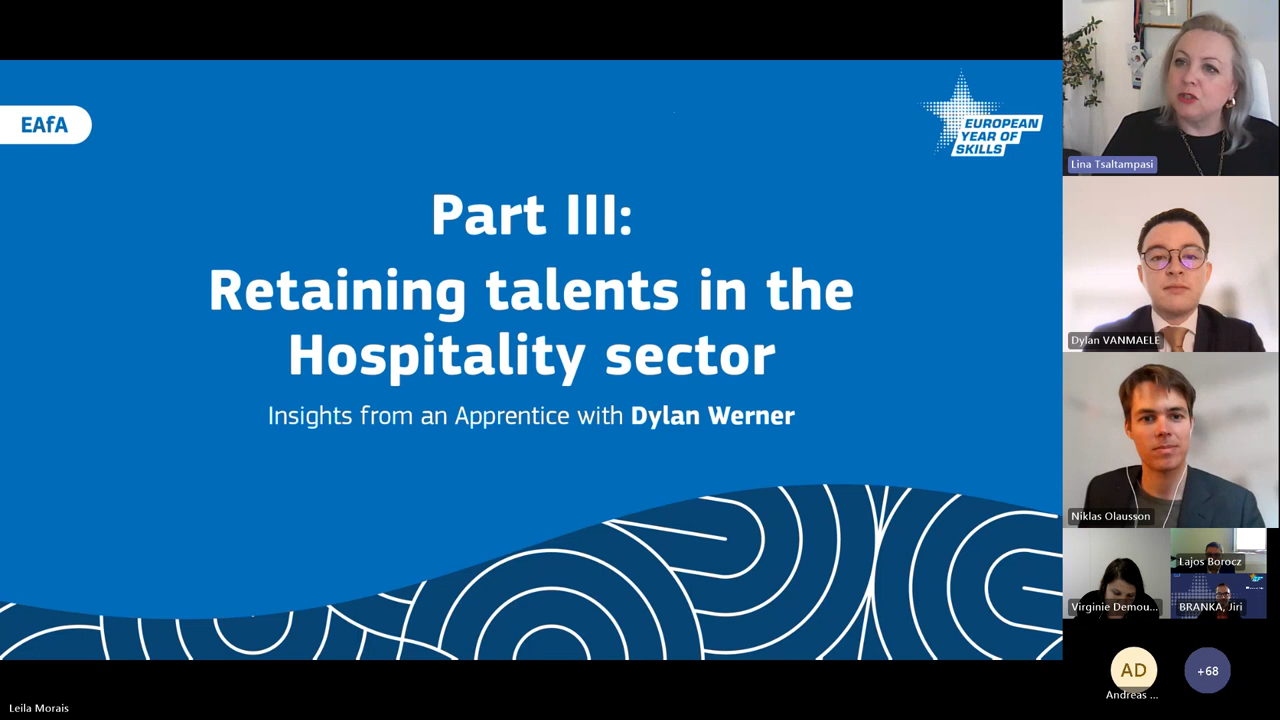 EAfA
EUROPEAN
YEAR OF
SKILLS
Part III:
Retaining talents in the
Hospitality sector
Insights from an Apprentice with Dylan Werner
Lina Tsaltampasi
Dylan VANMAELE
Niklas Olausson
Virginie Demou...
Lajos Borocz
BRANKA, Jiri
AD
Andreas ...
+68
Leila Morais